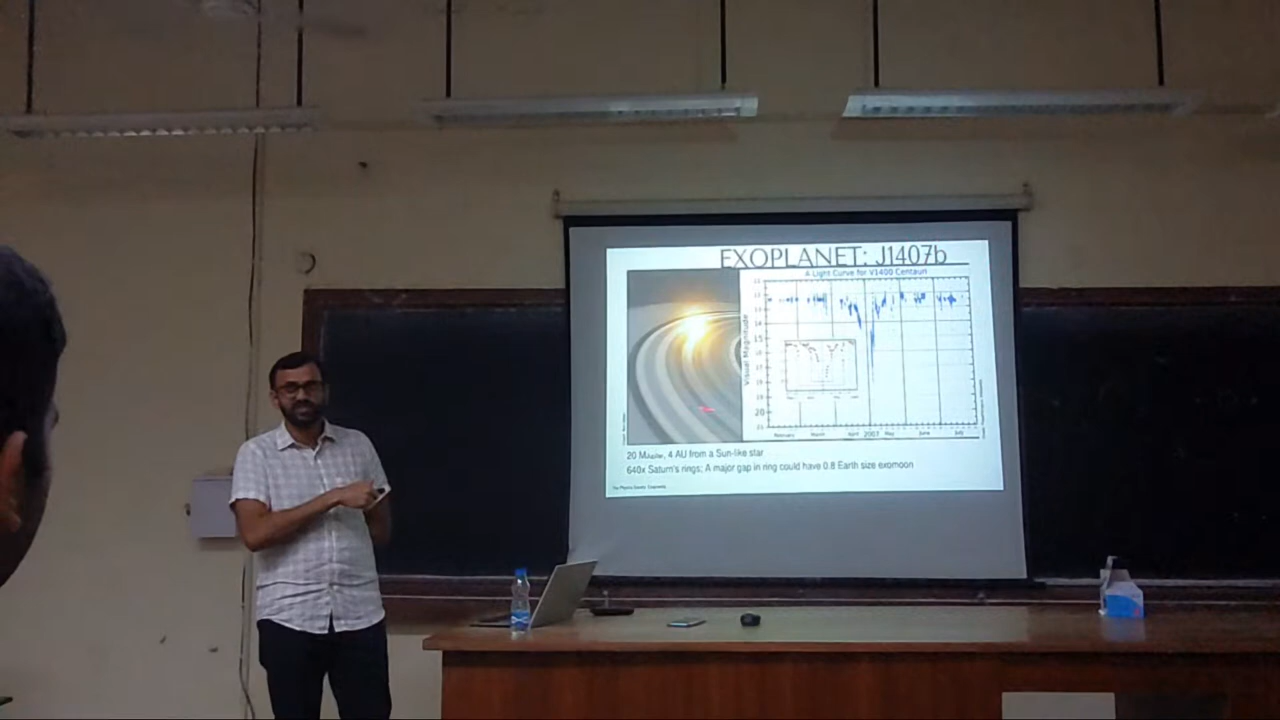 EXOPLANET: J1407b
A Light Curve for V1400 Centauri
Visual Magnitude
20
February March April 2007 May June July
20 MJupiter, 4 AU from a Sun-like star
640x Saturn's rings; A major gap in ring could have 0.8 Earth size exomoon